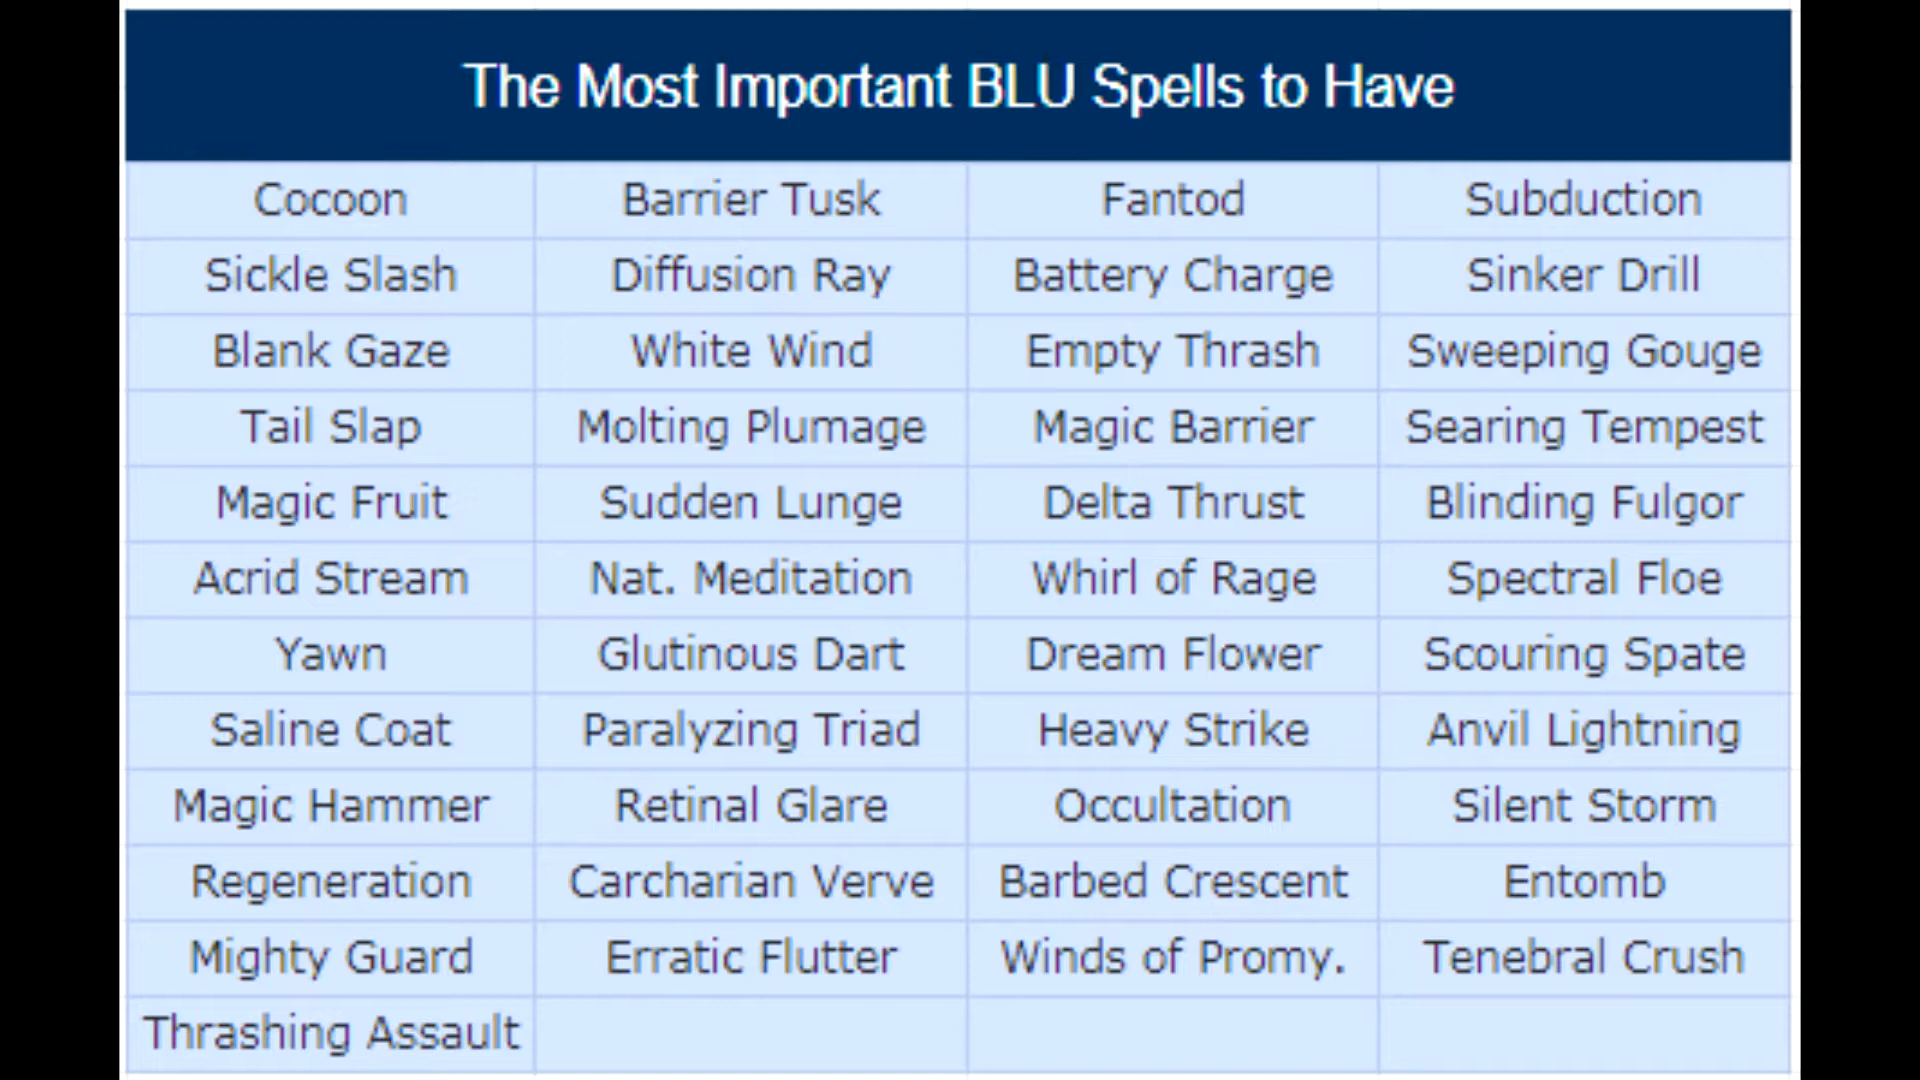 The Most Important BLU Spells to Have
Cocoon Barrier Tusk Fantod Subduction
Sickle Slash Diffusion Ray Battery Charge Sinker Drill
Blank Gaze White Wind Empty Thrash Sweeping Gouge
Tail Slap Molting Plumage Magic Barrier Searing Tempest
Magic Fruit Sudden Lunge Delta Thrust Blinding Fulgor
Acrid Stream Nat. Meditation Whirl of Rage Spectral Floe
Yawn Glutinous Dart Dream Flower Scouring Spate
Saline Coat Paralyzing Triad Heavy Strike Anvil Lightning
Magic Hammer Retinal Glare Occultation Silent Storm
Regeneration Carcharian Verve Barbed Crescent Entomb
Mighty Guard Erratic Flutter Winds of Promy. Tenebral Crush
Thrashing Assault